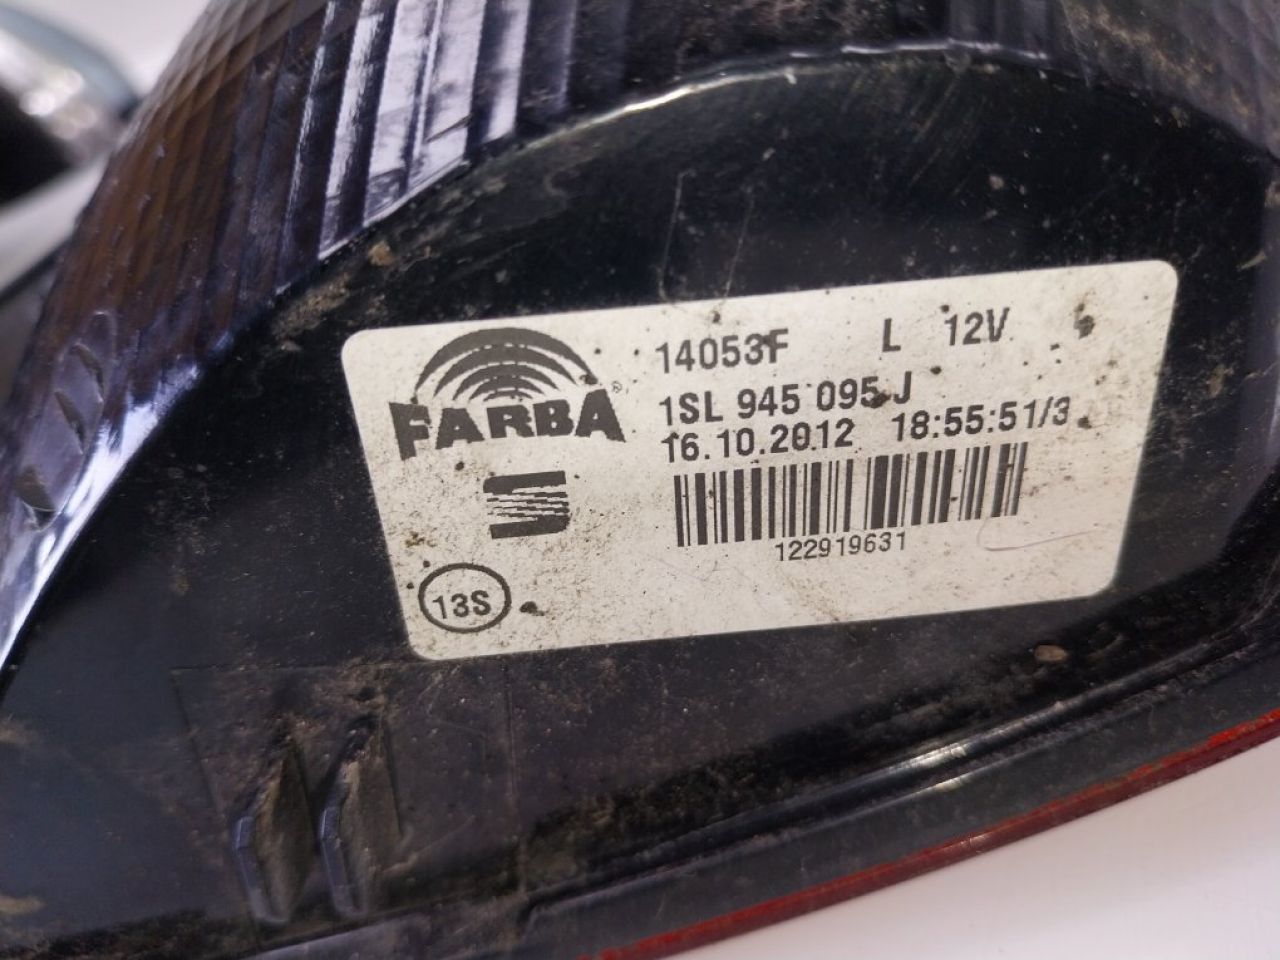 FARBA®
14053F L 12V
1SL 945 095 J
16.10.2012 18:55:51/3
122919631
13S